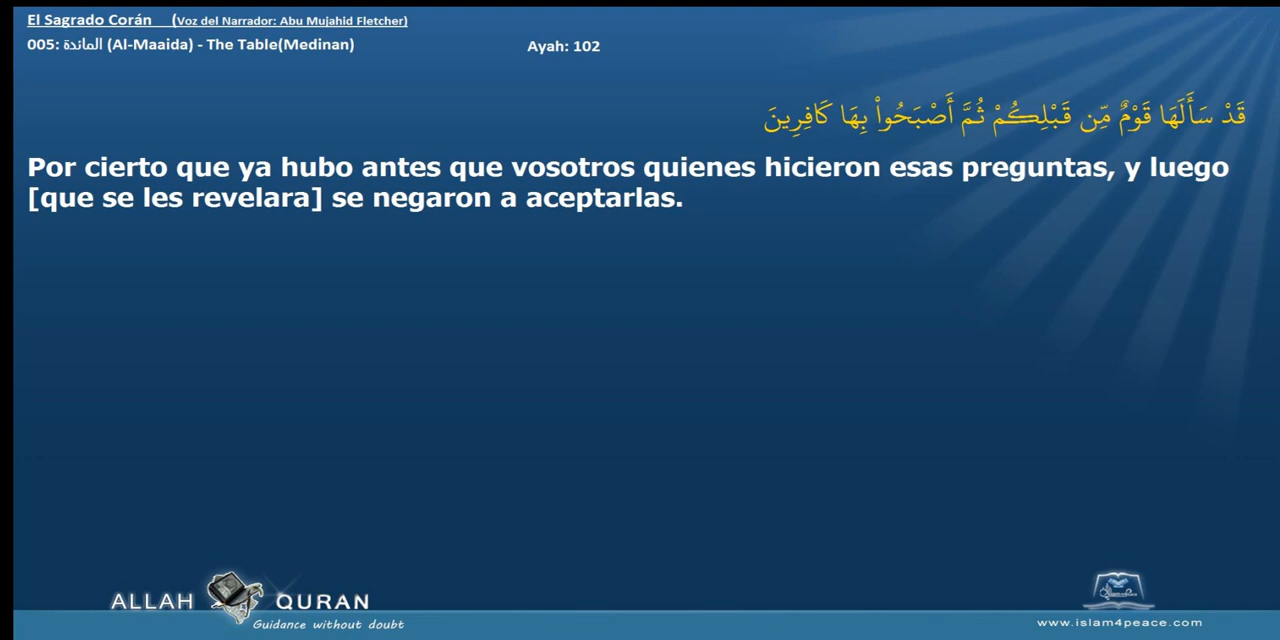 El Sagrado Corán (Voz del Narrador: Abu Mujahid Fletcher)
005: المائدة (Al-Maaida) - The Table(Medinan) Ayah: 102
قَدْ سَأَلَهَا قَوْمٌ مِّن قَبْلِكُمْ ثُمَّ أَصْبَحُواْ بِهَا كَافِرِينَ
Por cierto que ya hubo antes que vosotros quienes hicieron esas preguntas, y luego
[que se les revelara] se negaron a aceptarlas.
ALLAH QURAN
Guidance without doubt
www.islam4peace.com